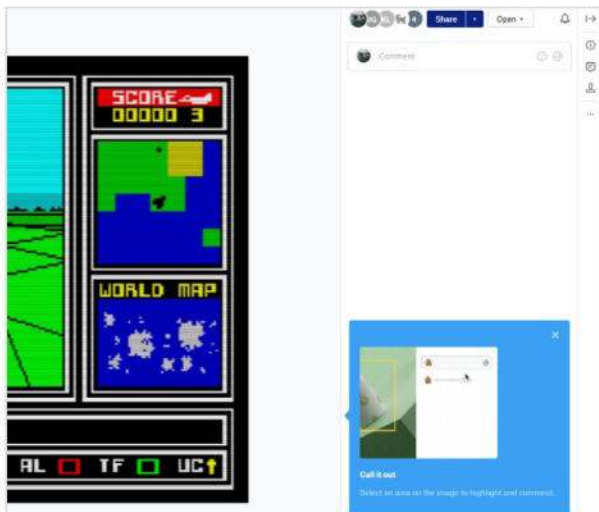 SCORE
00000 3
WORLD MAP
AL TF UC
4 Share Open
Comment
Call it out
Select an area on the image to highlight and comment.